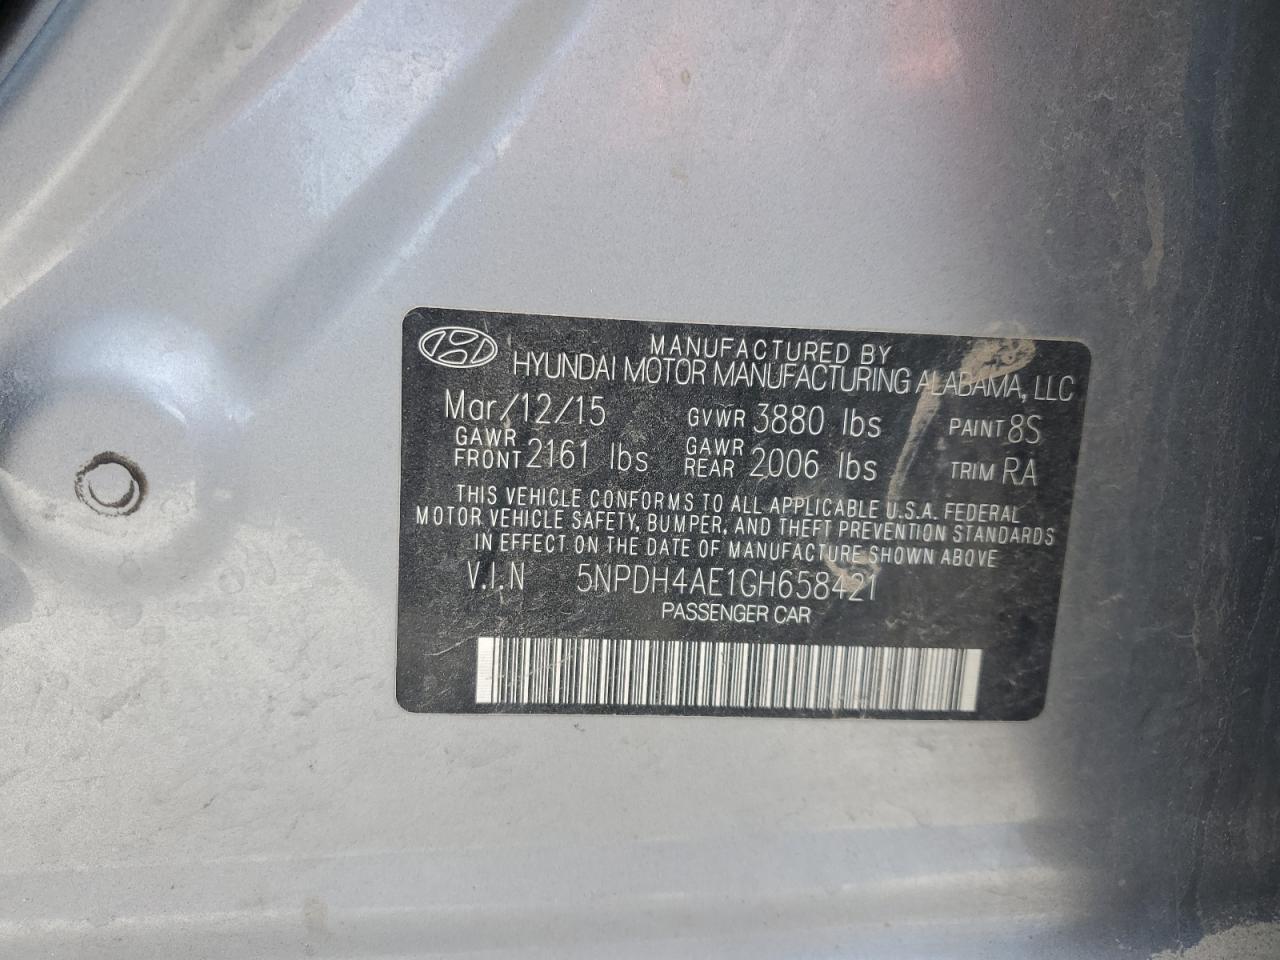 MANUFACTURED BY
HYUNDAI MOTOR MANUFACTURING ALABAMA, LLC
Mar/12/15 GVWR 3880 lbs PAINT 8S
GAWR FRONT 2161 lbs GAWR REAR 2006 lbs TRIM RA
THIS VEHICLE CONFORMS TO ALL APPLICABLE U.S.A. FEDERAL
MOTOR VEHICLE SAFETY, BUMPER, AND THEFT PREVENTION STANDARDS
IN EFFECT ON THE DATE OF MANUFACTURE SHOWN ABOVE
V.I.N 5NPDH4AE1GH658421
PASSENGER CAR